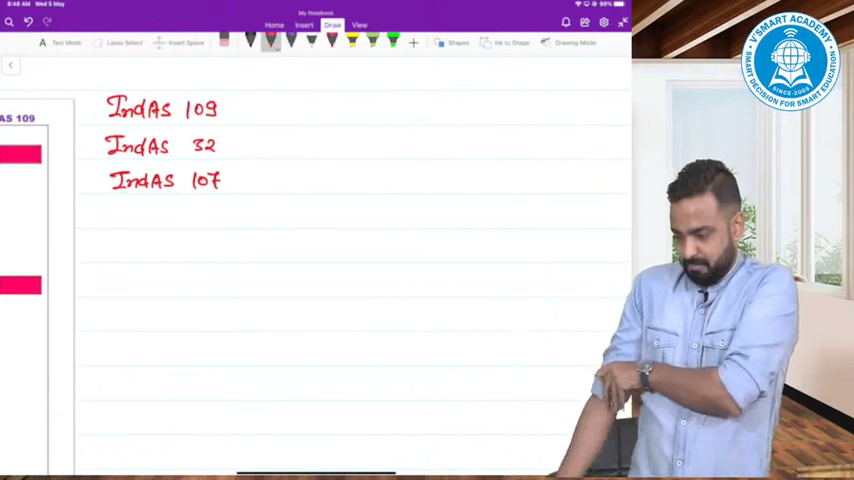 8:48 AM Wed 5 May
99%
My Notebook
Home Insert Draw View
Text Mode Lasso Select Insert Space Shapes Ink to Shape Drawing Mode
AS 109
IndAS 109
IndAS 32
IndAS 107
V'SMART ACADEMY
SINCE-2005
SMART DECISION FOR SMART EDUCATION